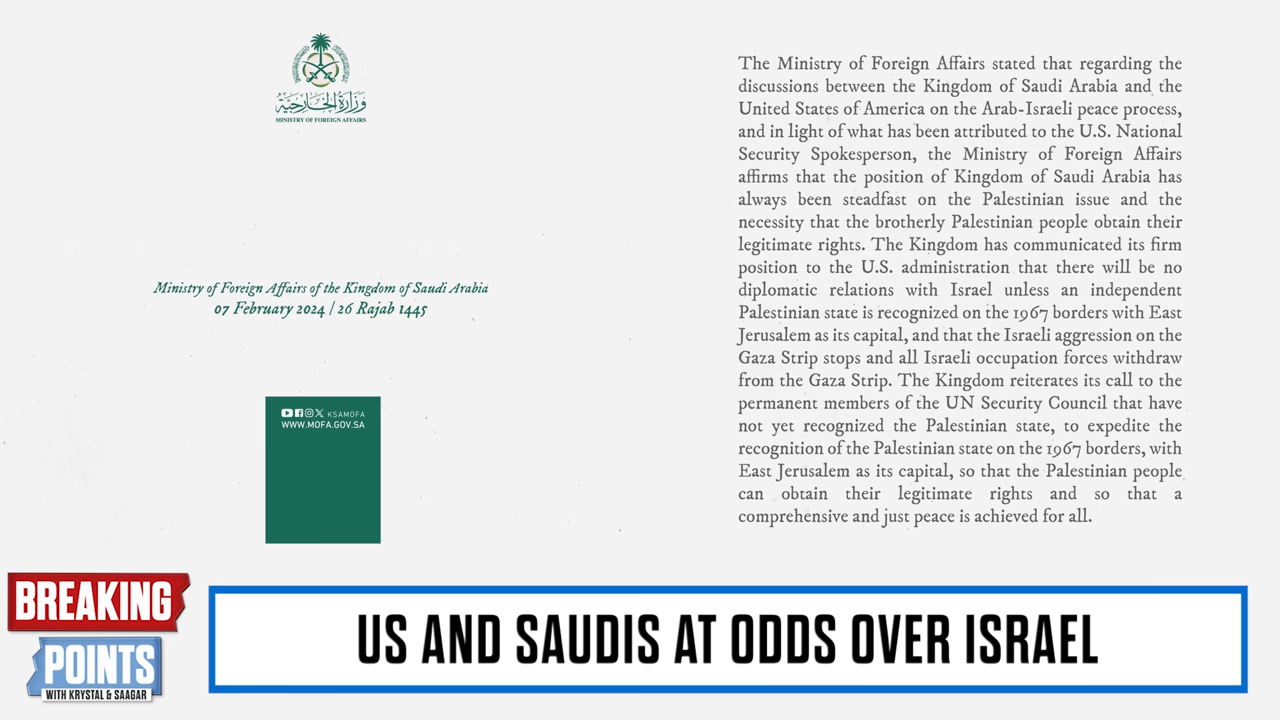 وزارة الخارجية
MINISTRY OF FOREIGN AFFAIRS
Ministry of Foreign Affairs of the Kingdom of Saudi Arabia
07 February 2024 / 26 Rajab 1445
KSAMOFA
WWW.MOFA.GOV.SA
The Ministry of Foreign Affairs stated that regarding the
discussions between the Kingdom of Saudi Arabia and the
United States of America on the Arab-Israeli peace process,
and in light of what has been attributed to the U.S. National
Security Spokesperson, the Ministry of Foreign Affairs
affirms that the position of Kingdom of Saudi Arabia has
always been steadfast on the Palestinian issue and the
necessity that the brotherly Palestinian people obtain their
legitimate rights. The Kingdom has communicated its firm
position to the U.S. administration that there will be no
diplomatic relations with Israel unless an independent
Palestinian state is recognized on the 1967 borders with East
Jerusalem as its capital, and that the Israeli aggression on the
Gaza Strip stops and all Israeli occupation forces withdraw
from the Gaza Strip. The Kingdom reiterates its call to the
permanent members of the UN Security Council that have
not yet recognized the Palestinian state, to expedite the
recognition of the Palestinian state on the 1967 borders, with
East Jerusalem as its capital, so that the Palestinian people
can obtain their legitimate rights and so that a
comprehensive and just peace is achieved for all.
BREAKING
POINTS
WITH KRYSTAL & SAAGAR
US AND SAUDIS AT ODDS OVER ISRAEL